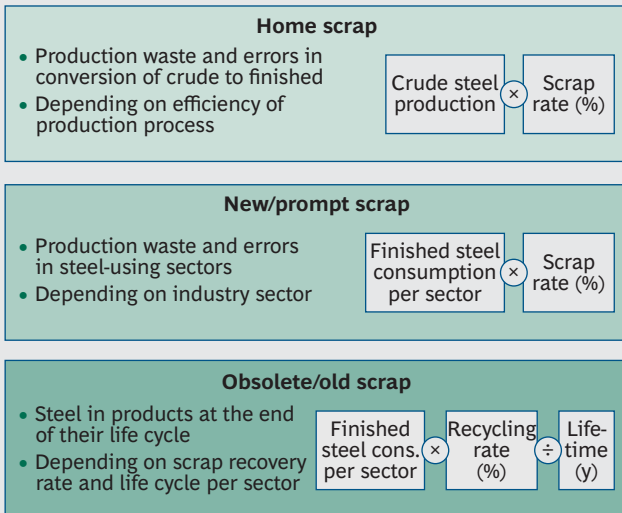 Home scrap
• Production waste and errors in
conversion of crude to finished
• Depending on efficiency of
production process
Crude steel
production
×
Scrap
rate (%)
New/prompt scrap
• Production waste and errors
in steel-using sectors
• Depending on industry sector
Finished steel
consumption
per sector
×
Scrap
rate (%)
Obsolete/old scrap
• Steel in products at the end
of their life cycle
• Depending on scrap recovery
rate and life cycle per sector
Finished
steel cons.
per sector
×
Recycling
rate
(%)
÷
Life-
time
(y)